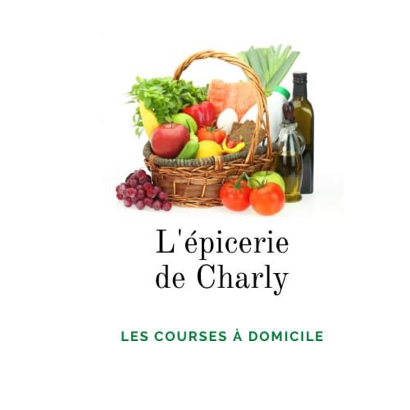 L'épicerie
de Charly
LES COURSES À DOMICILE